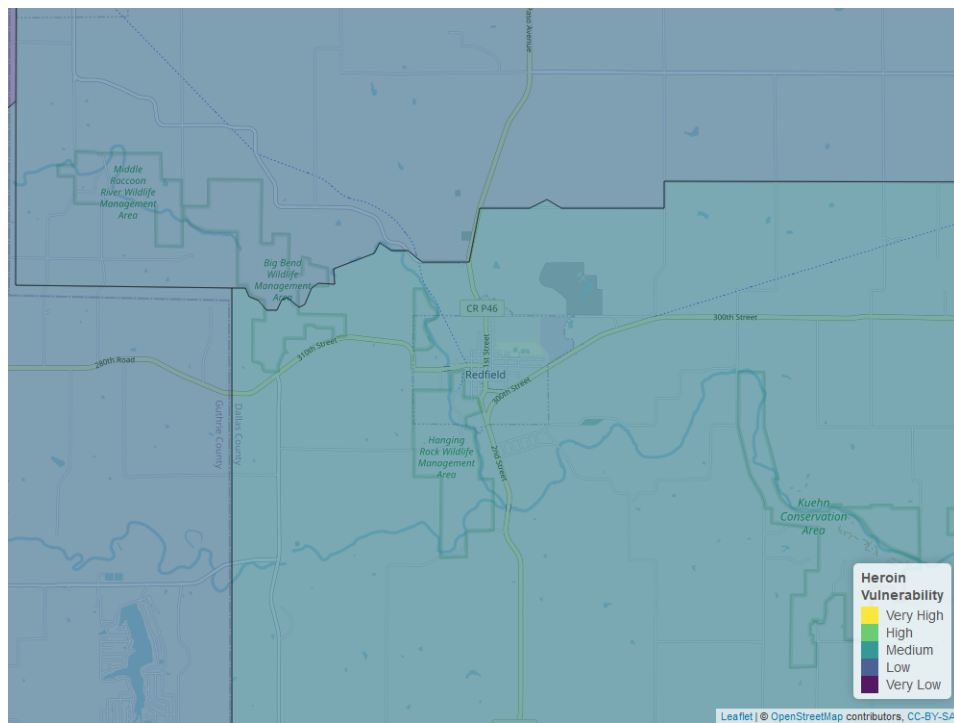 Paso Avenue
Middle
Raccoon
River Wildlife
Management
Area
Big Bend
Wildlife
Management
Area
CR P46
300th Street
280th Road
310th Street
1st Street
Redfield
300th Street
Guthrie County
Dallas County
Hanging
Rock Wildlife
Management
Area
2nd Street
Kuehn
Conservation
Area
Heroin
Vulnerability
Very High
High
Medium
Low
Very Low
Leaflet | © OpenStreetMap contributors, CC-BY-SA